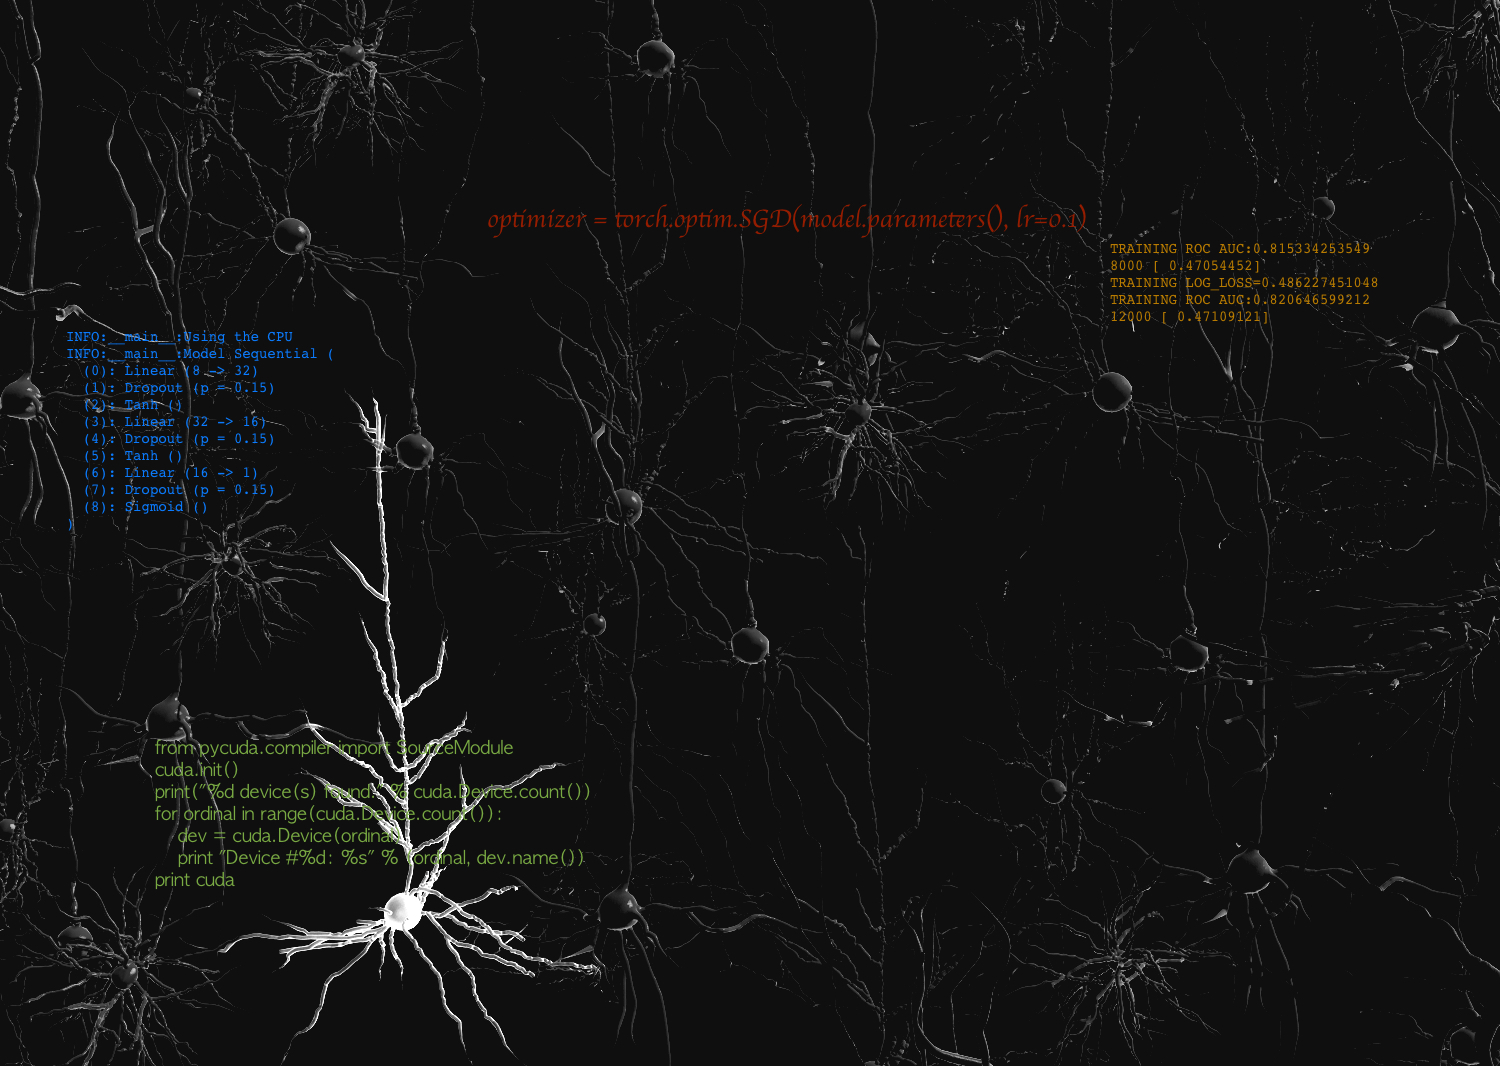 optimizer = torch.optim.SGD(model.parameters(), lr=0.1)
TRAINING ROC AUC:0.815334253549
8000 [ 0.47054452]
TRAINING LOG_LOSS=0.486227451048
TRAINING ROC AUC:0.820646599212
12000 [ 0.47109121]
INFO:__main__:Using the CPU
INFO:__main__:Model Sequential (
  (0): Linear (8 -> 32)
  (1): Dropout (p = 0.15)
  (2): Tanh ()
  (3): Linear (32 -> 16)
  (4): Dropout (p = 0.15)
  (5): Tanh ()
  (6): Linear (16 -> 1)
  (7): Dropout (p = 0.15)
  (8): Sigmoid ()
)
from pycuda.compiler import SourceModule
cuda.init()
print("%d device(s) found." % cuda.Device.count())
for ordinal in range(cuda.Device.count()):
    dev = cuda.Device(ordinal)
    print "Device #%d: %s" % (ordinal, dev.name())
print cuda